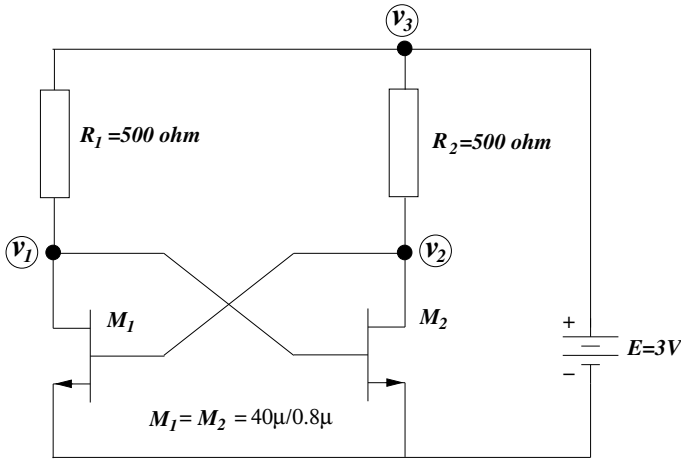 v3
R1 =500 ohm
R2=500 ohm
v1
v2
M1
M2
+
−
E=3V
M1= M2 = 40μ/0.8μ